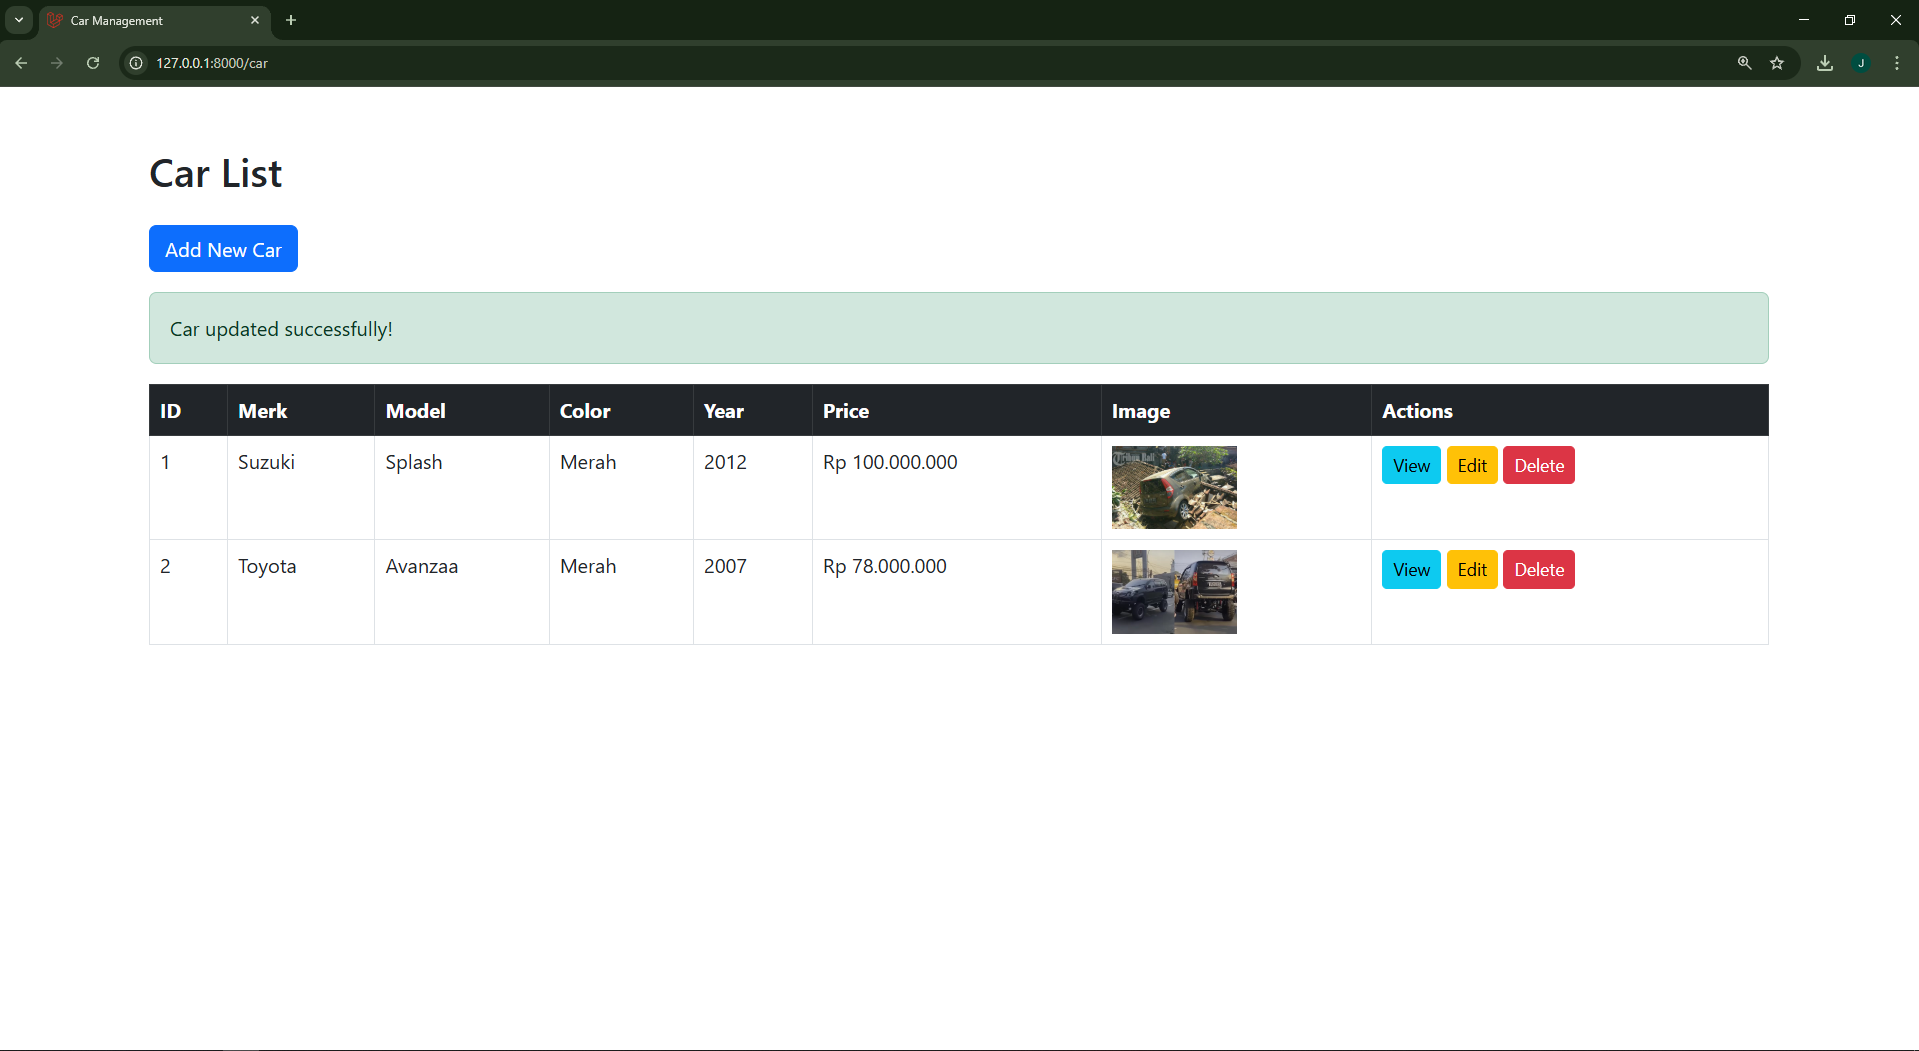 Car Management
127.0.0.1:8000/car
J
Car List
Add New Car
Car updated successfully!
ID Merk Model Color Year Price Image Actions
1 Suzuki Splash Merah 2012 Rp 100.000.000 View Edit Delete
Tribun Bali
2 Toyota Avanzaa Merah 2007 Rp 78.000.000 View Edit Delete